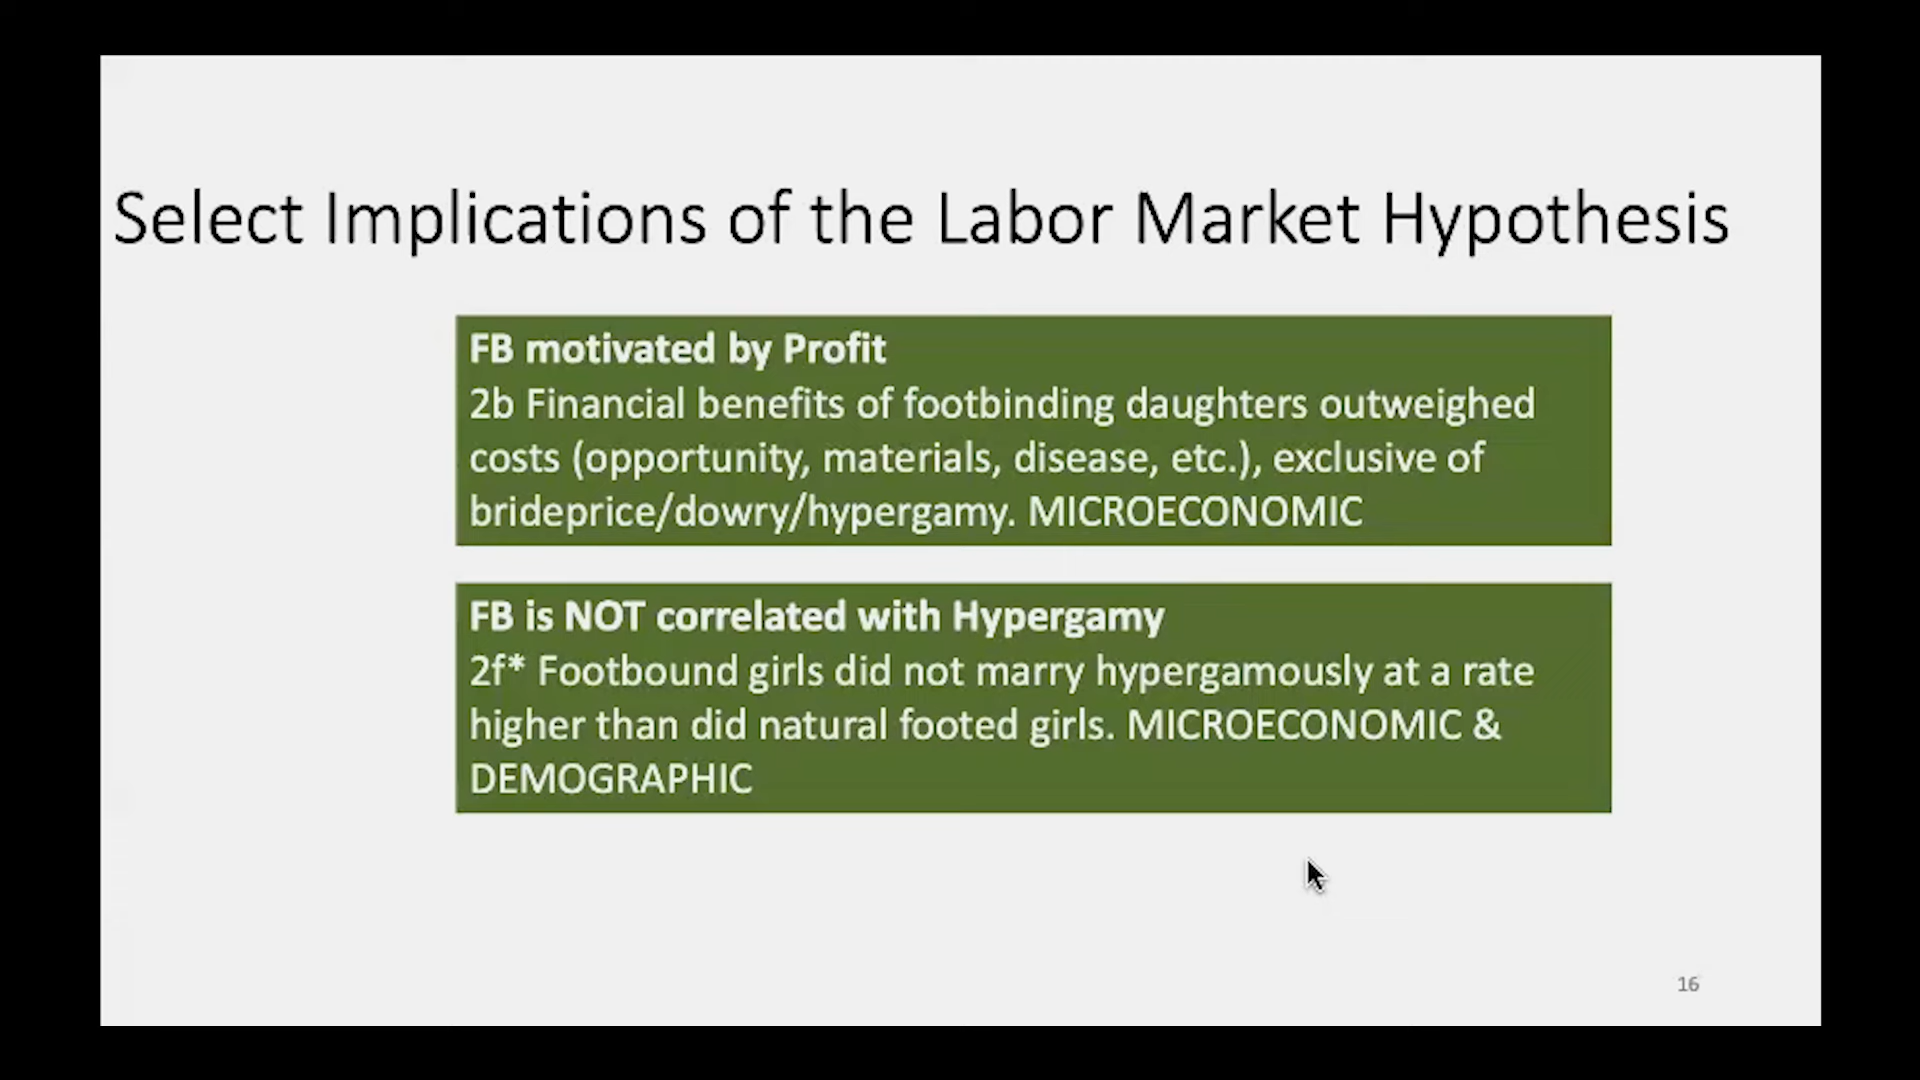 Select Implications of the Labor Market Hypothesis
FB motivated by Profit
2b Financial benefits of footbinding daughters outweighed
costs (opportunity, materials, disease, etc.), exclusive of
brideprice/dowry/hypergamy. MICROECONOMIC
FB is NOT correlated with Hypergamy
2f* Footbound girls did not marry hypergamously at a rate
higher than did natural footed girls. MICROECONOMIC &
DEMOGRAPHIC
16